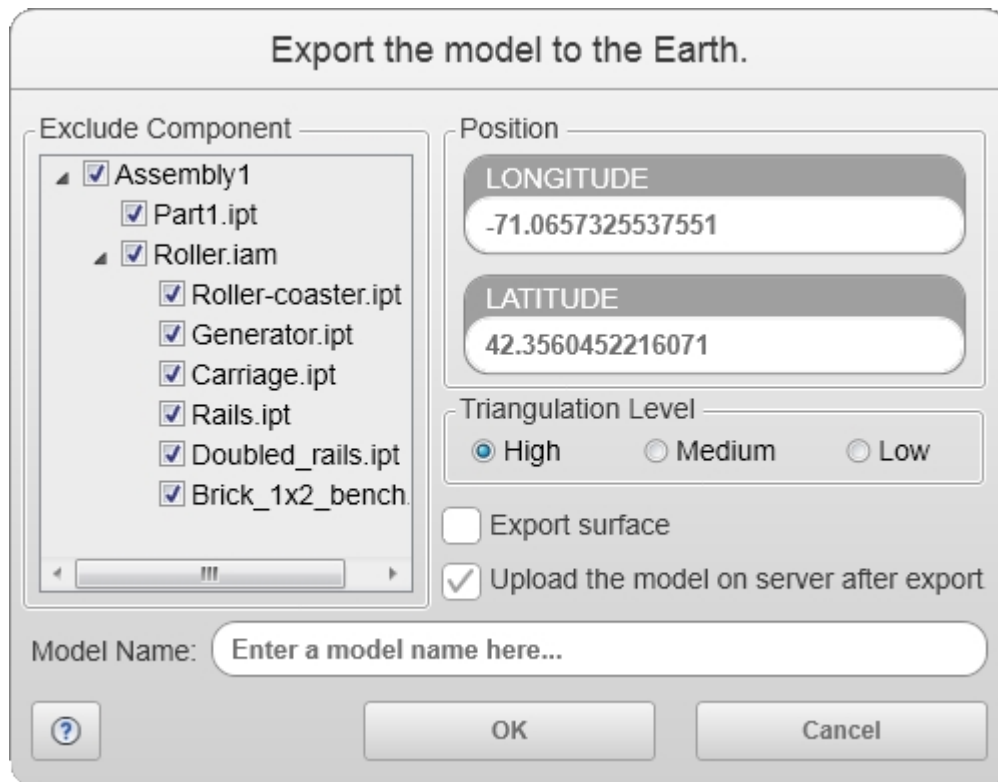 Export the model to the Earth.
Exclude Component
Assembly1
Part1.ipt
Roller.iam
Roller-coaster.ipt
Generator.ipt
Carriage.ipt
Rails.ipt
Doubled_rails.ipt
Brick_1x2_bench.
Position
LONGITUDE
-71.0657325537551
LATITUDE
42.3560452216071
Triangulation Level
High Medium Low
Export surface
Upload the model on server after export
Model Name: Enter a model name here...
? OK Cancel